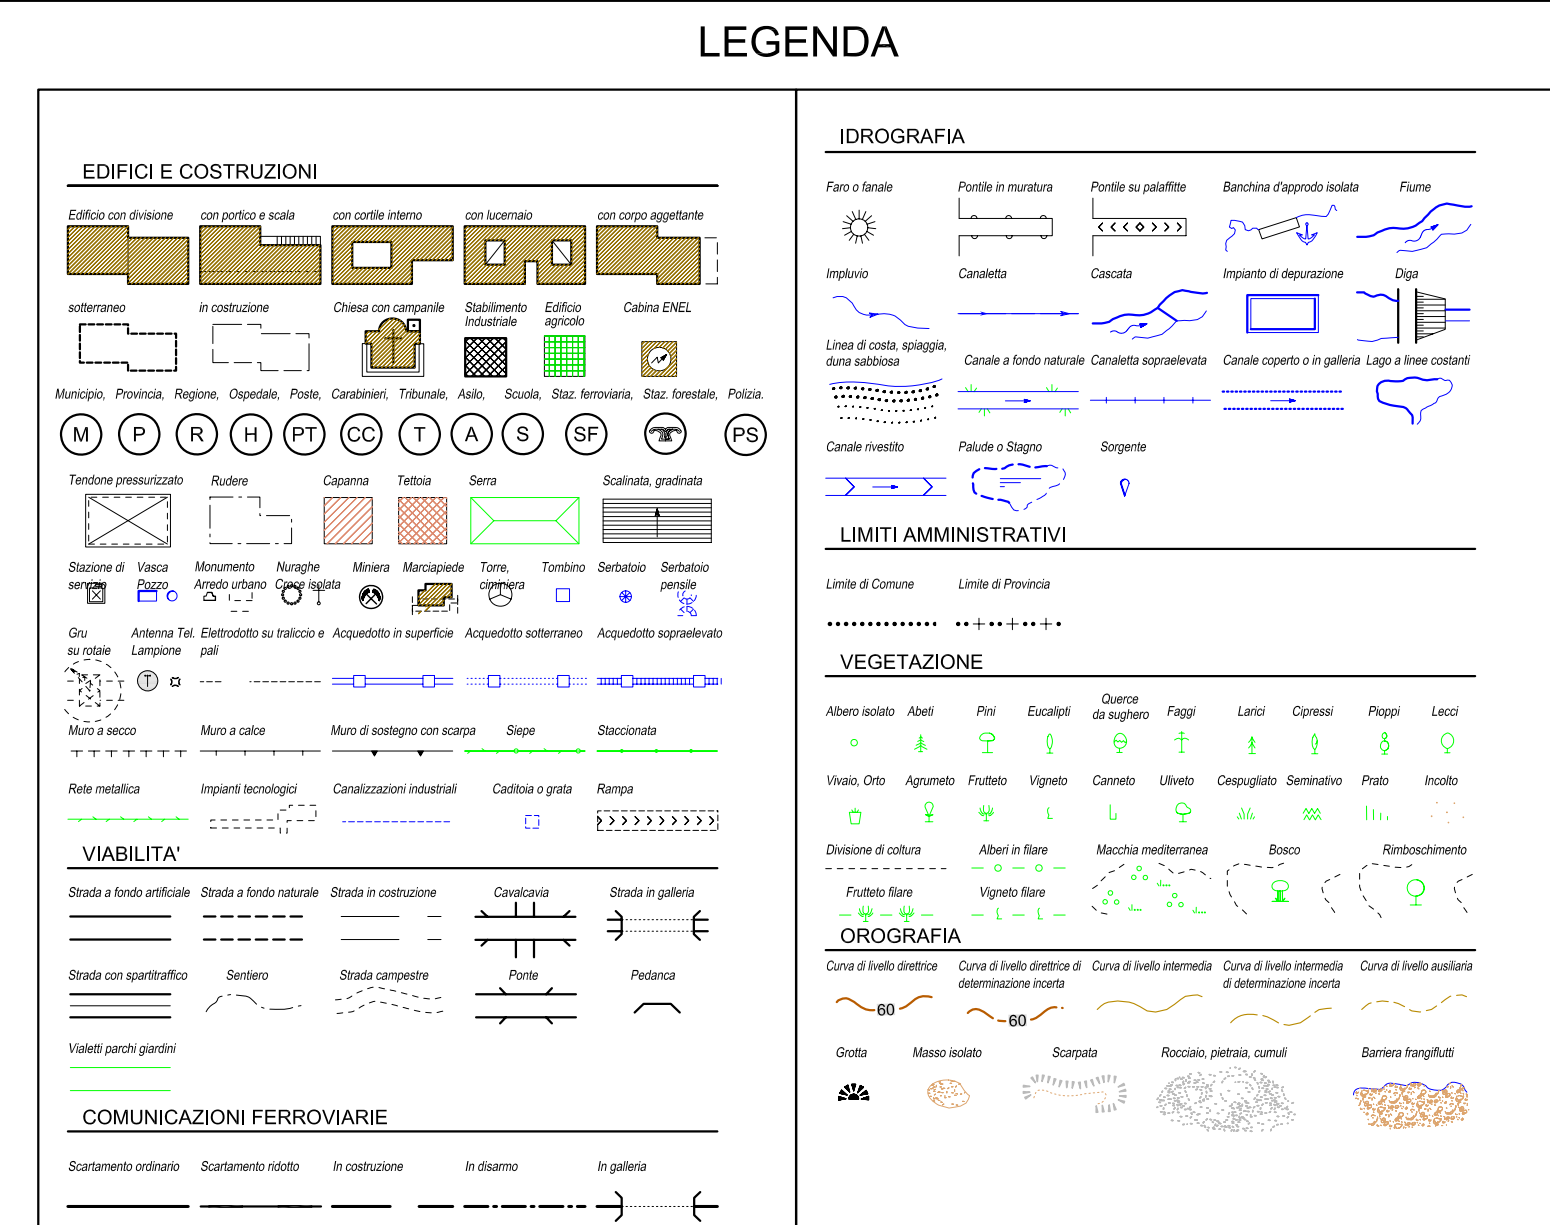 LEGENDA
EDIFICI E COSTRUZIONI
Edificio con divisione con portico e scala con cortile interno con lucernaio con corpo aggettante
sotterraneo in costruzione Chiesa con campanile Stabilimento Industriale Edificio agricolo Cabina ENEL
Municipio, Provincia, Regione, Ospedale, Poste, Carabinieri, Tribunale, Asilo, Scuola, Staz. ferroviaria, Staz. forestale, Polizia.
M P R H PT CC T A S SF PS
Tendone pressurizzato Rudere Capanna Tettoia Serra Scalinata, gradinata
Stazione di servizio Vasca Pozzo Monumento Arredo urbano Nuraghe Croce isolata Miniera Marciapiede Torre, ciminiera Tombino Serbatoio Serbatoio pensile
Gru su rotaie Antenna Tel. Lampione Elettrodotto su traliccio e pali Acquedotto in superficie Acquedotto sotterraneo Acquedotto sopraelevato
T
Muro a secco Muro a calce Muro di sostegno con scarpa Siepe Staccionata
Rete metallica Impianti tecnologici Canalizzazioni industriali Caditoia o grata Rampa
VIABILITA'
Strada a fondo artificiale Strada a fondo naturale Strada in costruzione Cavalcavia Strada in galleria
Strada con spartitraffico Sentiero Strada campestre Ponte Pedanca
Vialetti parchi giardini
COMUNICAZIONI FERROVIARIE
Scartamento ordinario Scartamento ridotto In costruzione In disarmo In galleria
IDROGRAFIA
Faro o fanale Pontile in muratura Pontile su palaffitte Banchina d'approdo isolata Fiume
Impluvio Canaletta Cascata Impianto di depurazione Diga
Linea di costa, spiaggia, duna sabbiosa Canale a fondo naturale Canaletta sopraelevata Canale coperto o in galleria Lago a linee costanti
Canale rivestito Palude o Stagno Sorgente
LIMITI AMMINISTRATIVI
Limite di Comune Limite di Provincia
VEGETAZIONE
Albero isolato Abeti Pini Eucalipti Querce da sughero Faggi Larici Cipressi Pioppi Lecci
Vivaio, Orto Agrumeto Frutteto Vigneto Canneto Uliveto Cespugliato Seminativo Prato Incolto
Divisione di coltura Alberi in filare Macchia mediterranea Bosco Rimboschimento
Frutteto filare Vigneto filare
OROGRAFIA
Curva di livello direttrice Curva di livello direttrice di determinazione incerta Curva di livello intermedia Curva di livello intermedia di determinazione incerta Curva di livello ausiliaria
60 60
Grotta Masso isolato Scarpata Rocciaio, pietraia, cumuli Barriera frangiflutti